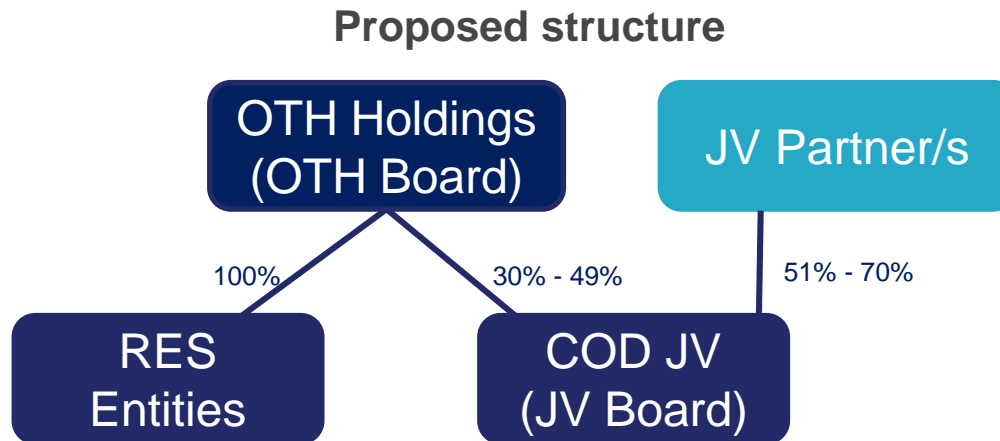 Proposed structure
OTH Holdings
(OTH Board)
JV Partner/s
100%
30% - 49%
51% - 70%
RES
Entities
COD JV
(JV Board)